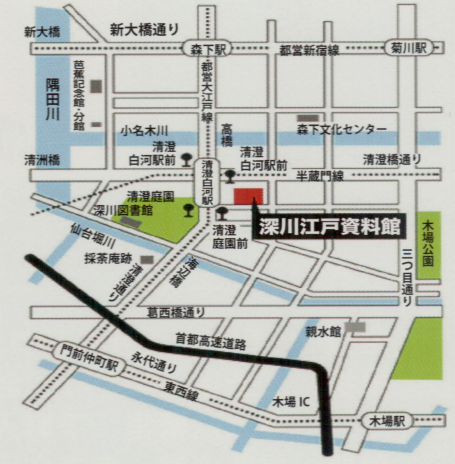 新大橋
新大橋通り
森下駅
都営新宿線
菊川駅
芭蕉記念館・分館
隅田川
都営大江戸線
小名木川
高橋
森下文化センター
清洲橋
清澄
白河駅前
清澄白河駅
清澄
白河駅前
清澄橋通り
半蔵門線
清澄庭園
深川図書館
清澄
庭園前
深川江戸資料館
木場公園
仙台堀川
採荼庵跡
清澄通り
海辺橋
三つ目通り
葛西橋通り
首都高速道路
親水館
門前仲町駅
永代通り
東西線
木場IC
木場駅